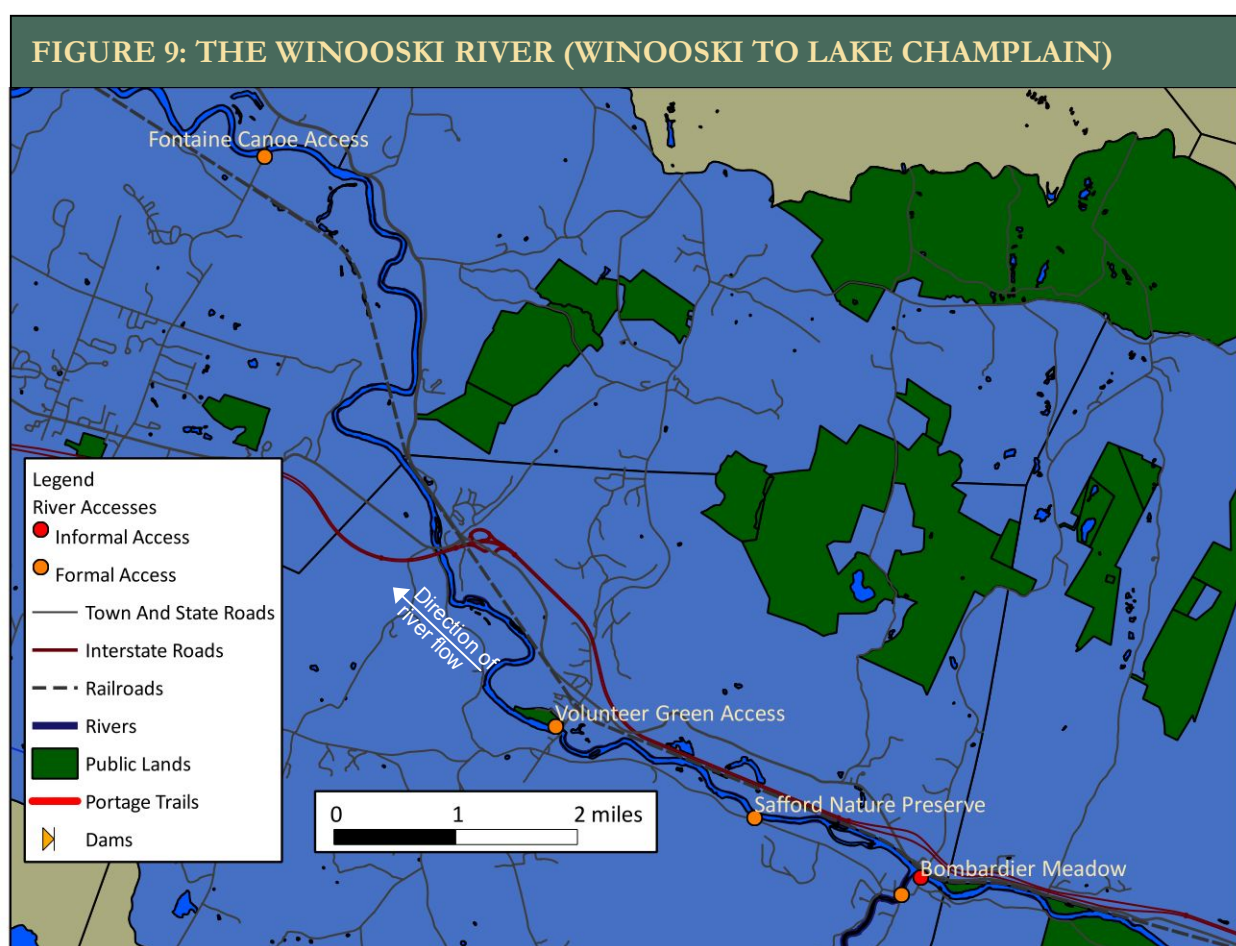 FIGURE 9: THE WINOOSKI RIVER (WINOOSKI TO LAKE CHAMPLAIN)
Fontaine Canoe Access
Legend
River Accesses
Informal Access
Formal Access
Town And State Roads
Interstate Roads
Railroads
Rivers
Public Lands
Portage Trails
Dams
Direction of
river flow
Volunteer Green Access
0 1 2 miles
Safford Nature Preserve
Bombardier Meadow